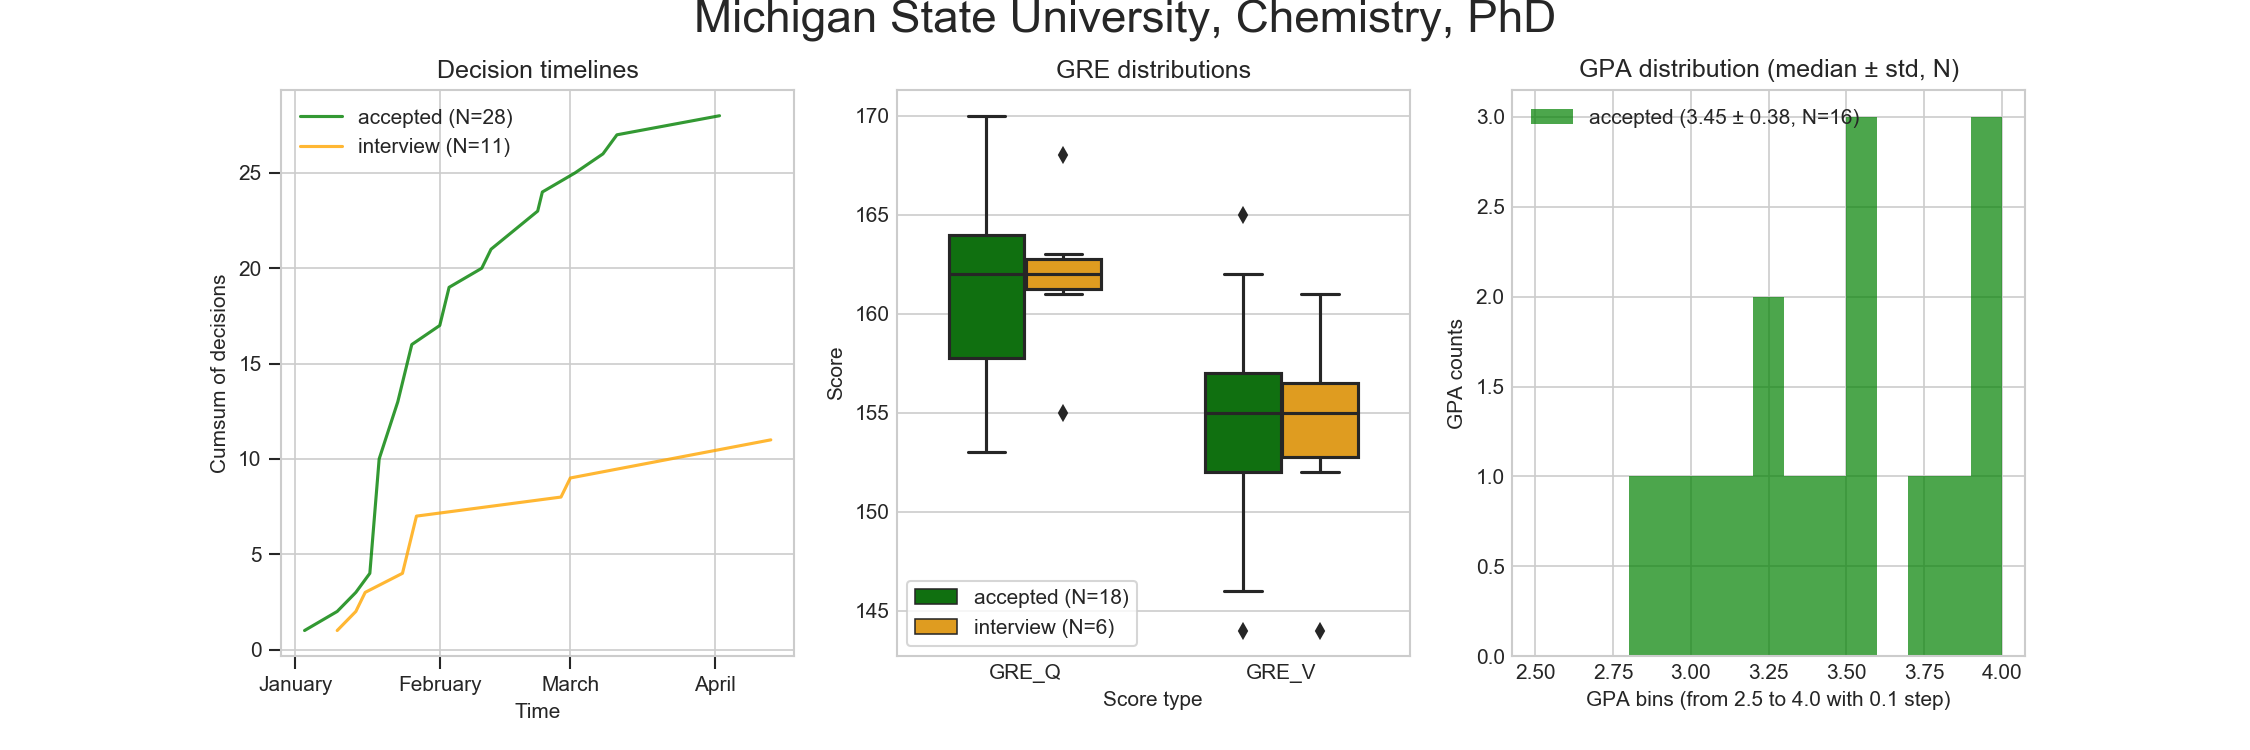 Michigan State University, Chemistry, PhD
Decision timelines
accepted (N=28)
interview (N=11)
25
20
15
10
5
0
Cumsum of decisions
January February March April
Time
GRE distributions
170
165
160
155
150
145
Score
accepted (N=18)
interview (N=6)
GRE_Q GRE_V
Score type
GPA distribution (median ± std, N)
accepted (3.45 ± 0.38, N=16)
3.0
2.5
2.0
1.5
1.0
0.5
0.0
GPA counts
2.50 2.75 3.00 3.25 3.50 3.75 4.00
GPA bins (from 2.5 to 4.0 with 0.1 step)